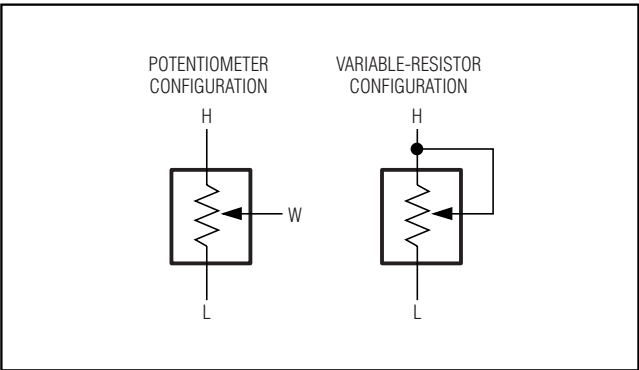 POTENTIOMETER
CONFIGURATION
H
W
L
VARIABLE-RESISTOR
CONFIGURATION
H
L